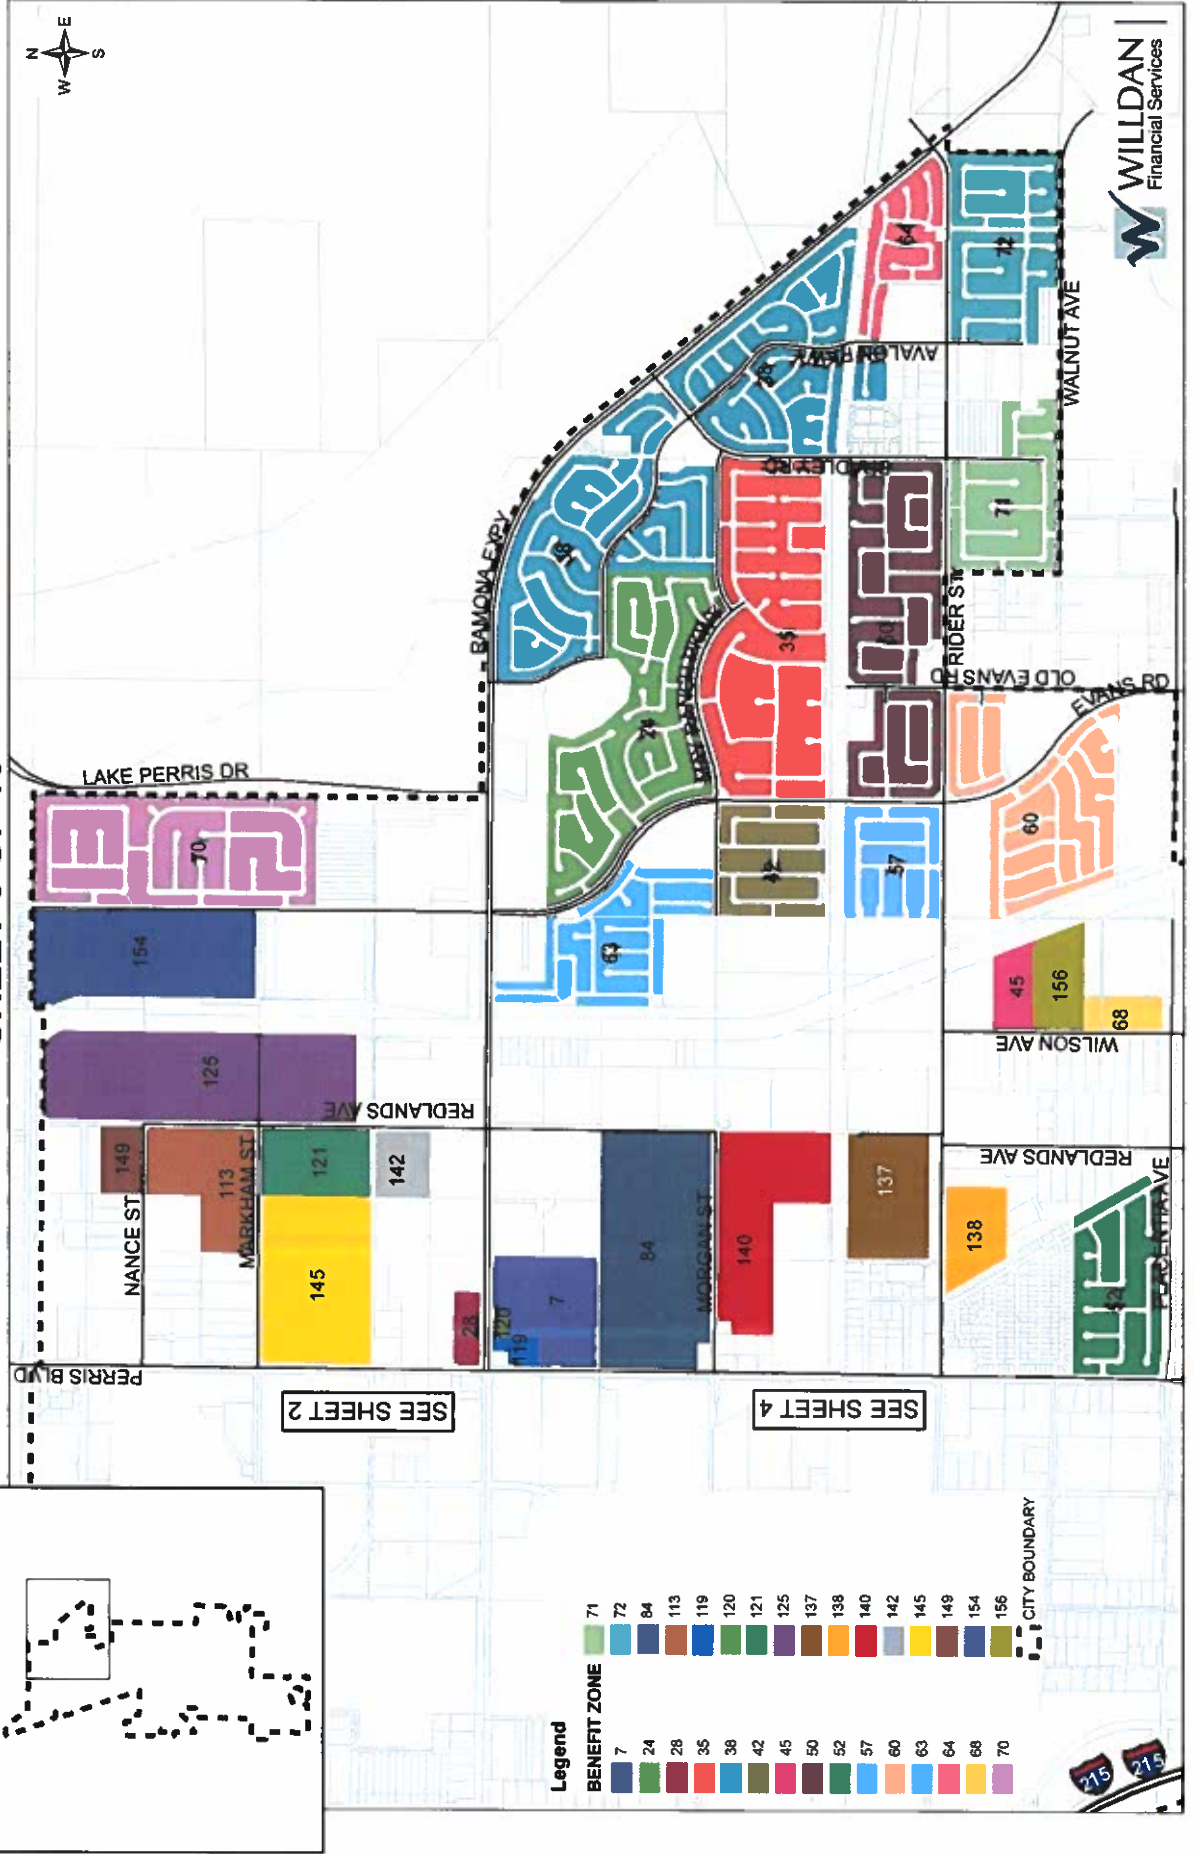 N
E
S
W
LAKE PERRIS DR
RAMONA EXPY
70
154
125
REDLANDS AVE
149
NANCE ST
113
MARKHAM ST
121
142
145
28
PERRIS BLVD
SEE SHEET 2
38
24
63
120
119
7
84
MORGAN ST
140
SEE SHEET 4
38
AVALON PKWY
BRADLEY RD
35
42
57
50
64
137
72
WALNUT AVE
71
RIDER ST
OLD EVANS RD
EVANS RD
60
45
156
68
WILSON AVE
REDLANDS AVE
138
52
PLACENTIA AVE
WILLDAN
Financial Services
Legend
BENEFIT ZONE
7
24
28
35
38
42
45
50
52
57
60
63
64
68
70
71
72
84
113
119
120
121
125
137
138
140
142
145
149
154
156
CITY BOUNDARY
215
215